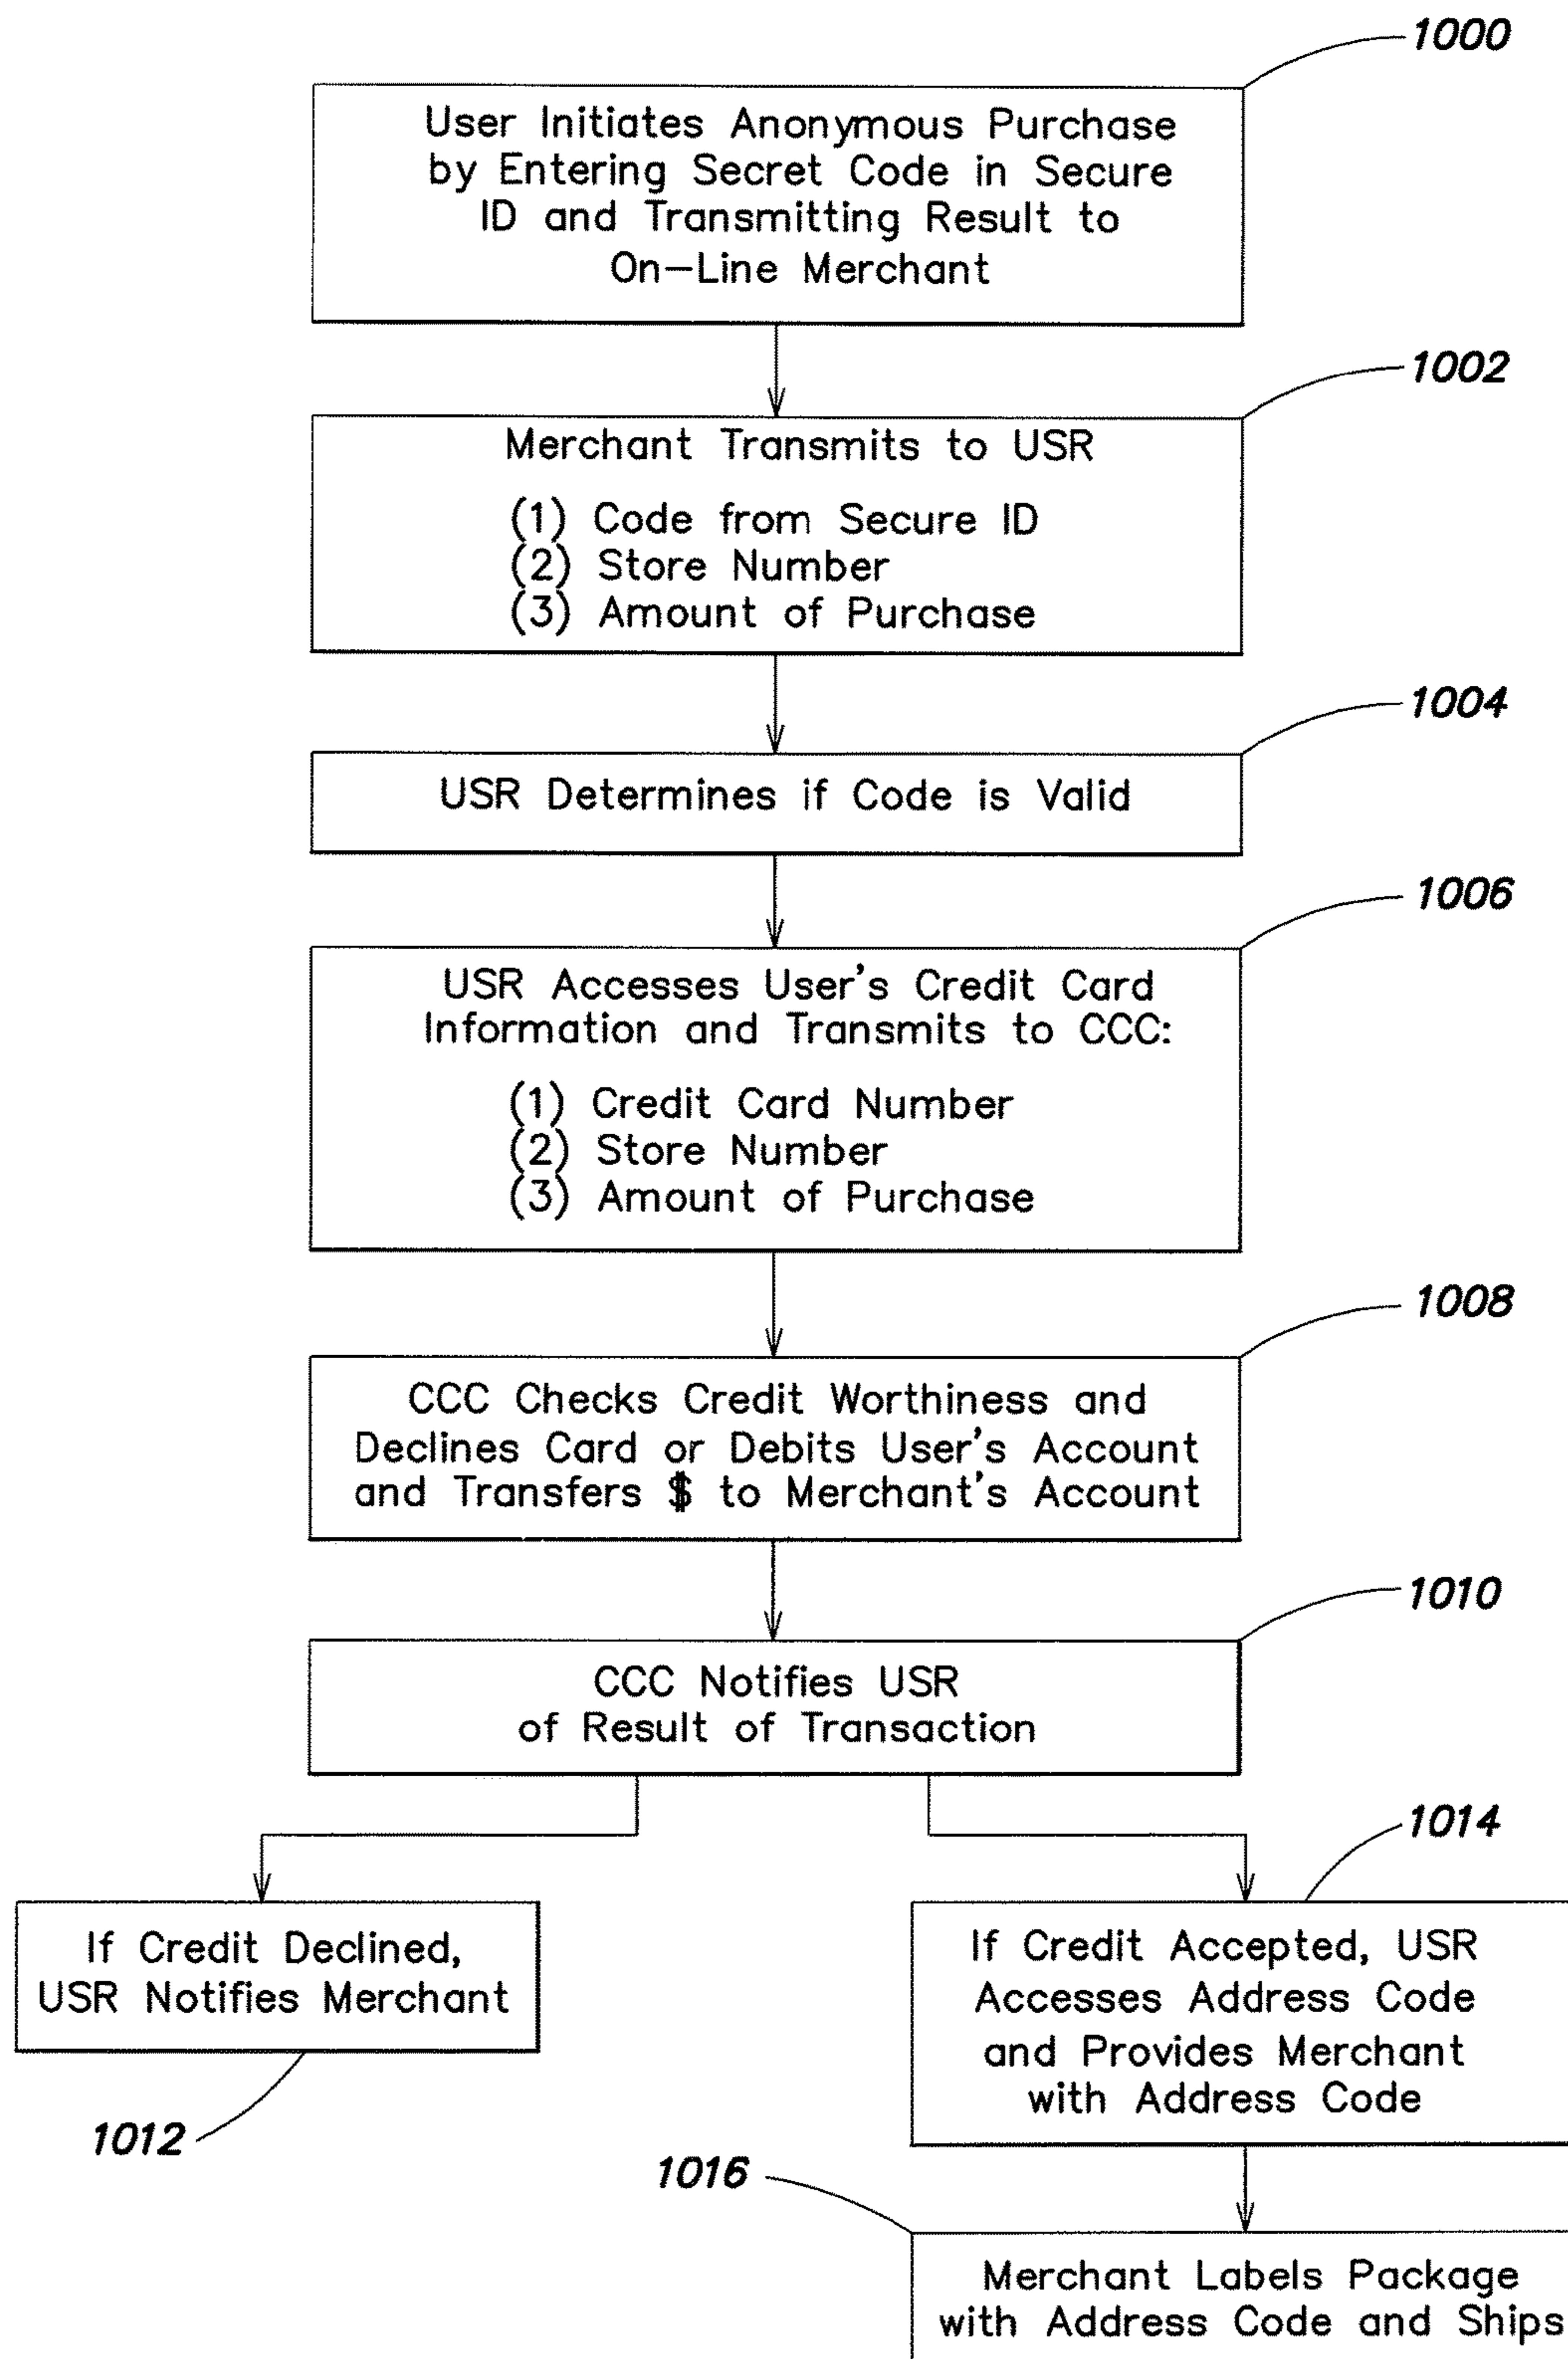 1000
User Initiates Anonymous Purchase
by Entering Secret Code in Secure
ID and Transmitting Result to
On-Line Merchant
1002
Merchant Transmits to USR
(1) Code from Secure ID
(2) Store Number
(3) Amount of Purchase
1004
USR Determines if Code is Valid
1006
USR Accesses User's Credit Card
Information and Transmits to CCC:
(1) Credit Card Number
(2) Store Number
(3) Amount of Purchase
1008
CCC Checks Credit Worthiness and
Declines Card or Debits User's Account
and Transfers $ to Merchant's Account
1010
CCC Notifies USR
of Result of Transaction
If Credit Declined,
USR Notifies Merchant
1012
1014
If Credit Accepted, USR
Accesses Address Code
and Provides Merchant
with Address Code
1016
Merchant Labels Package
with Address Code and Ships